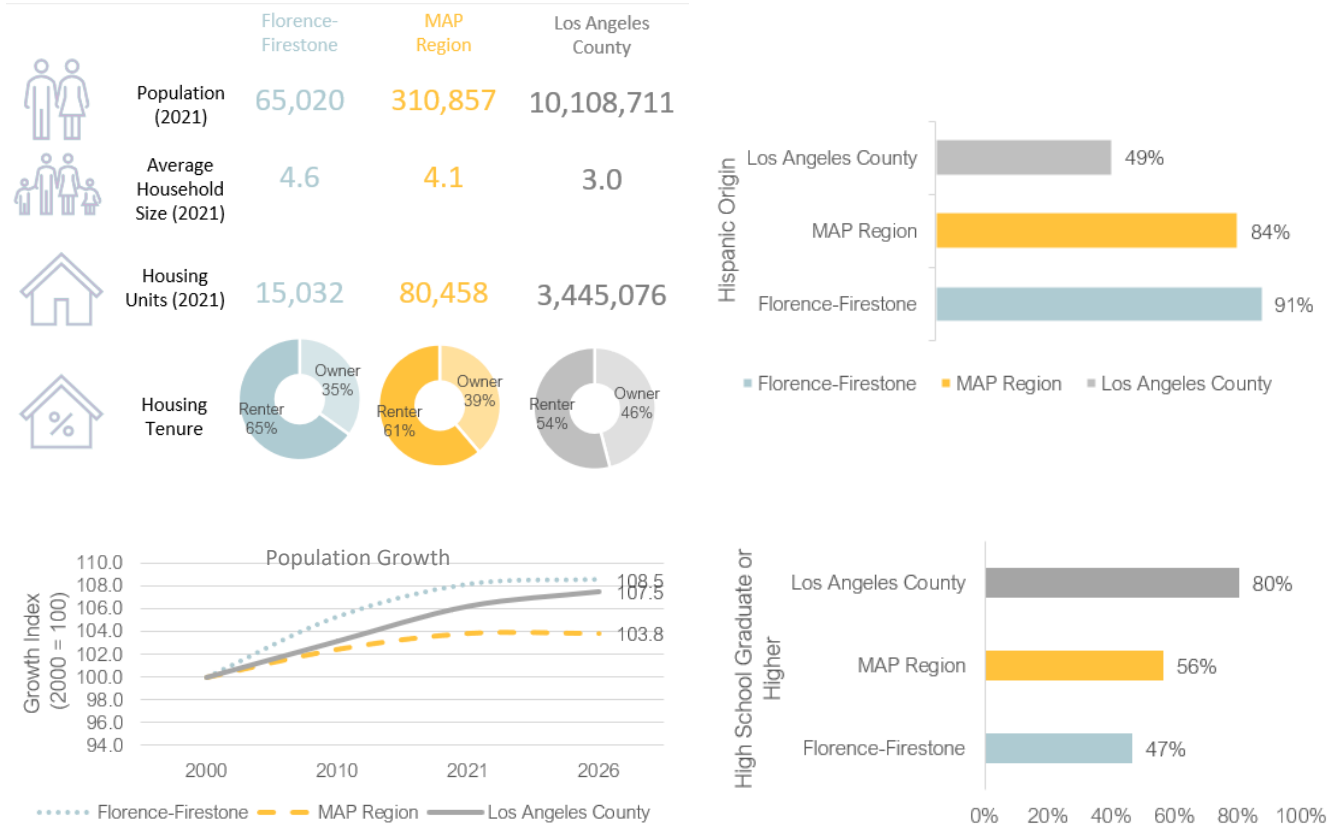 Florence-
Firestone
MAP
Region
Los Angeles
County
Population
(2021)
65,020
310,857
10,108,711
Average
Household
Size (2021)
4.6
4.1
3.0
Housing
Units (2021)
15,032
80,458
3,445,076
Housing
Tenure
Owner
35%
Renter
65%
Owner
39%
Renter
61%
Owner
46%
Renter
54%
Hispanic Origin
Los Angeles County
49%
MAP Region
84%
Florence-Firestone
91%
Florence-Firestone
MAP Region
Los Angeles County
Population Growth
Growth Index
(2000 = 100)
110.0
108.0
106.0
104.0
102.0
100.0
98.0
96.0
94.0
108.5
107.5
103.8
2000
2010
2021
2026
Florence-Firestone
MAP Region
Los Angeles County
High School Graduate or
Higher
Los Angeles County
80%
MAP Region
56%
Florence-Firestone
47%
0%
20%
40%
60%
80%
100%
%